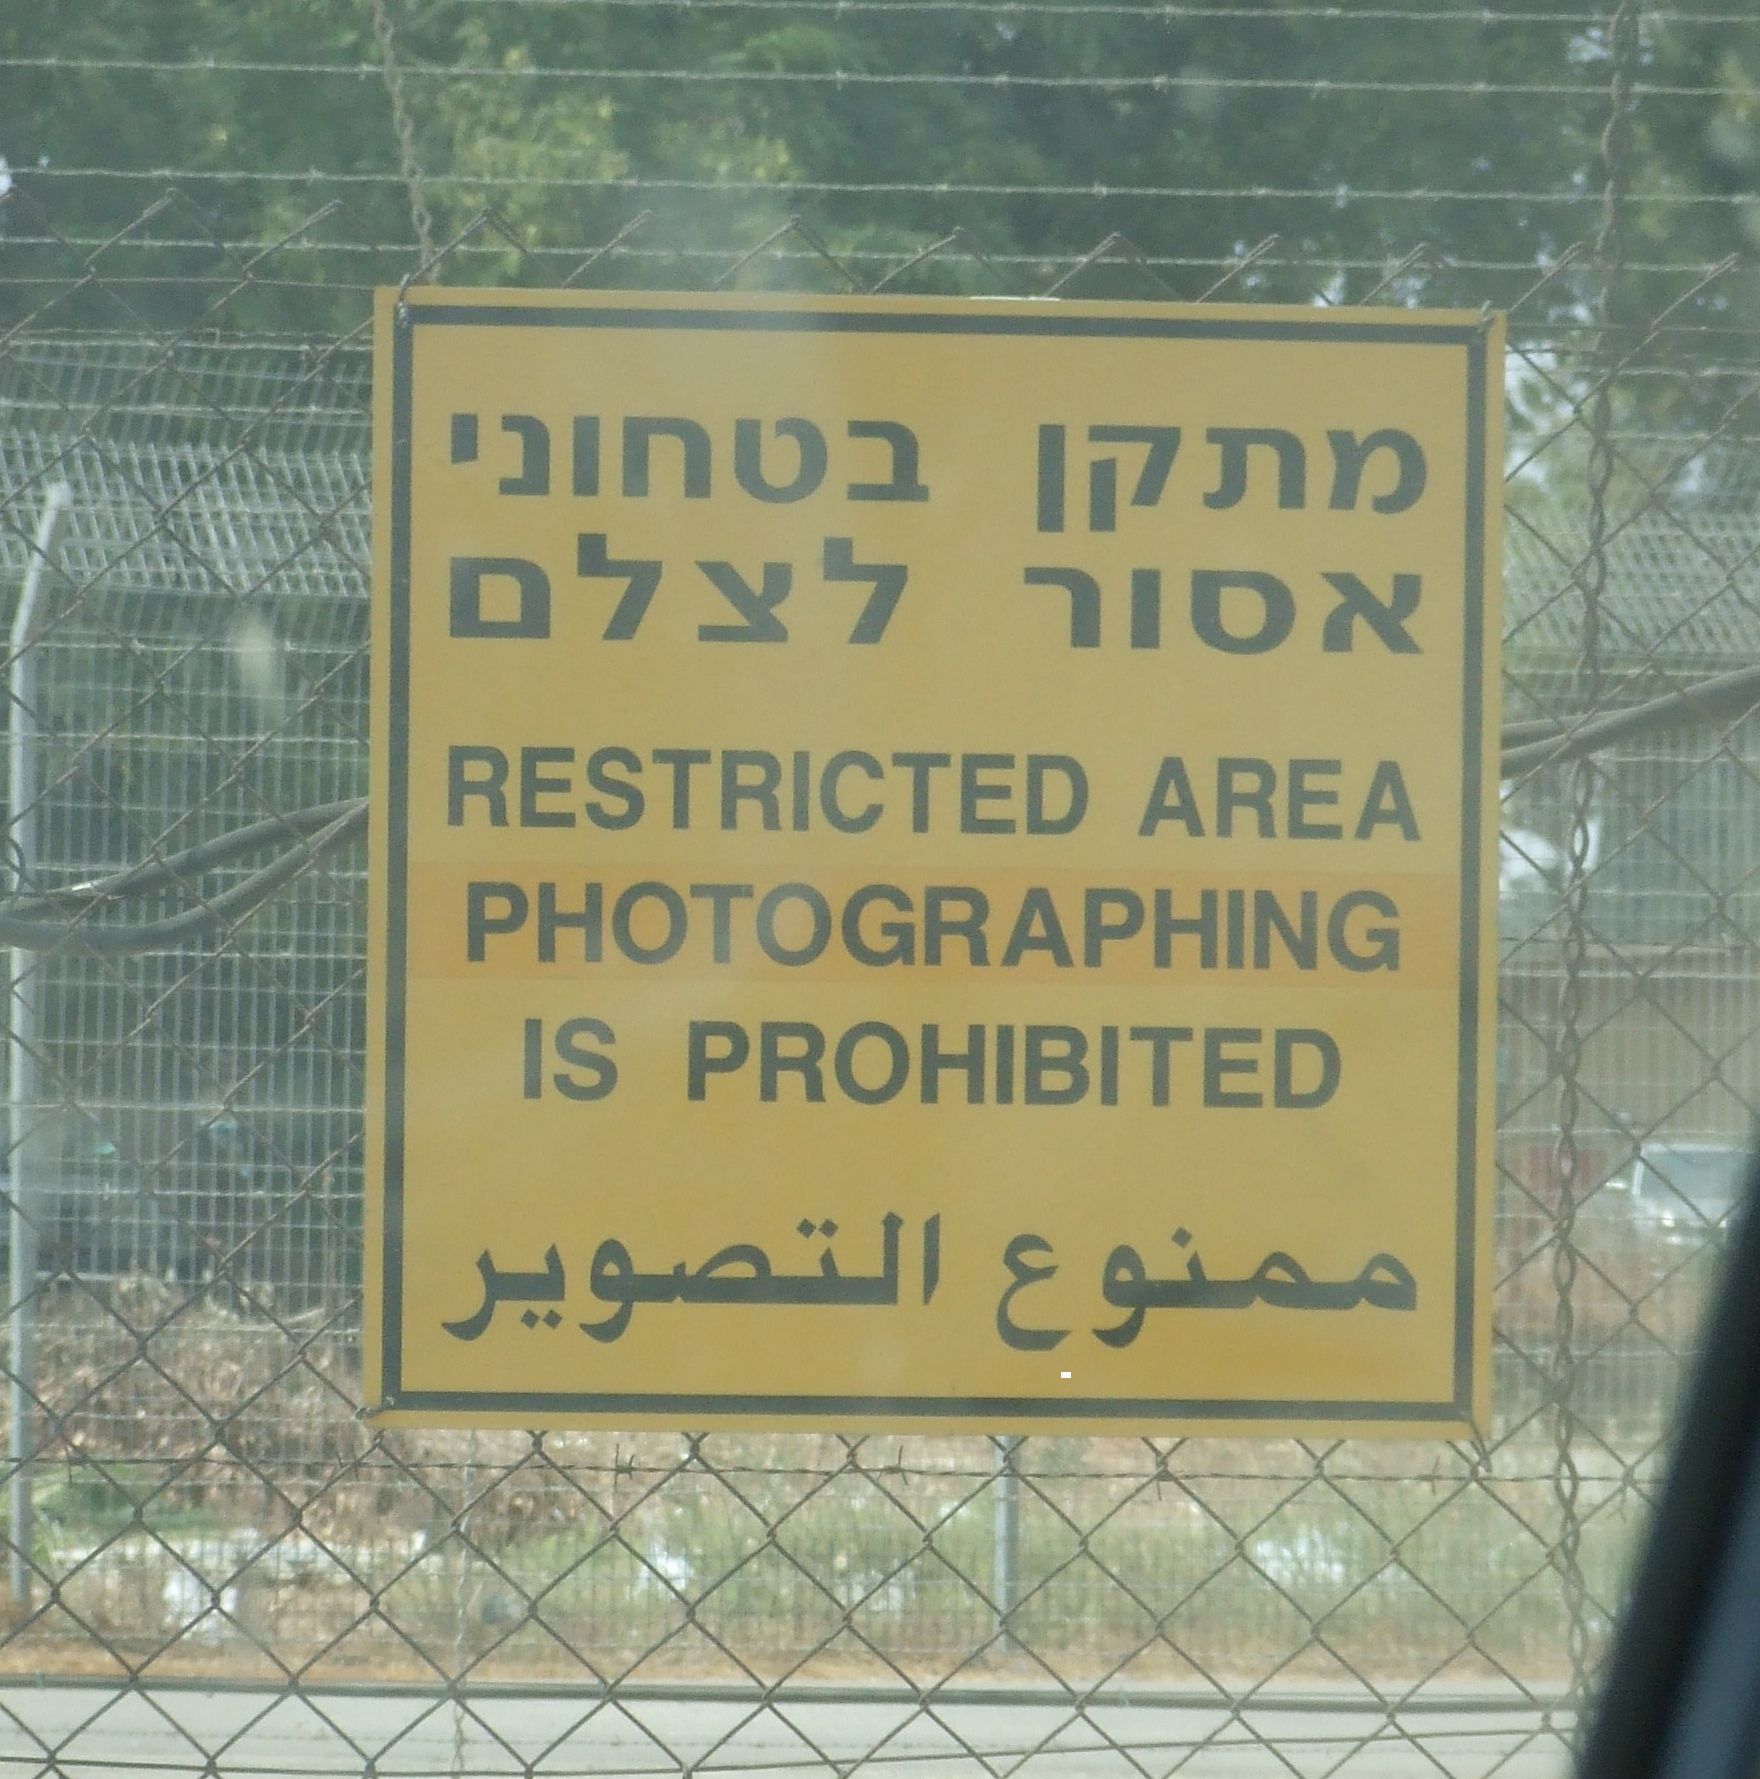 מתקן בטחוני
אסור לצלם
RESTRICTED AREA
PHOTOGRAPHING
IS PROHIBITED
ممنوع التصوير